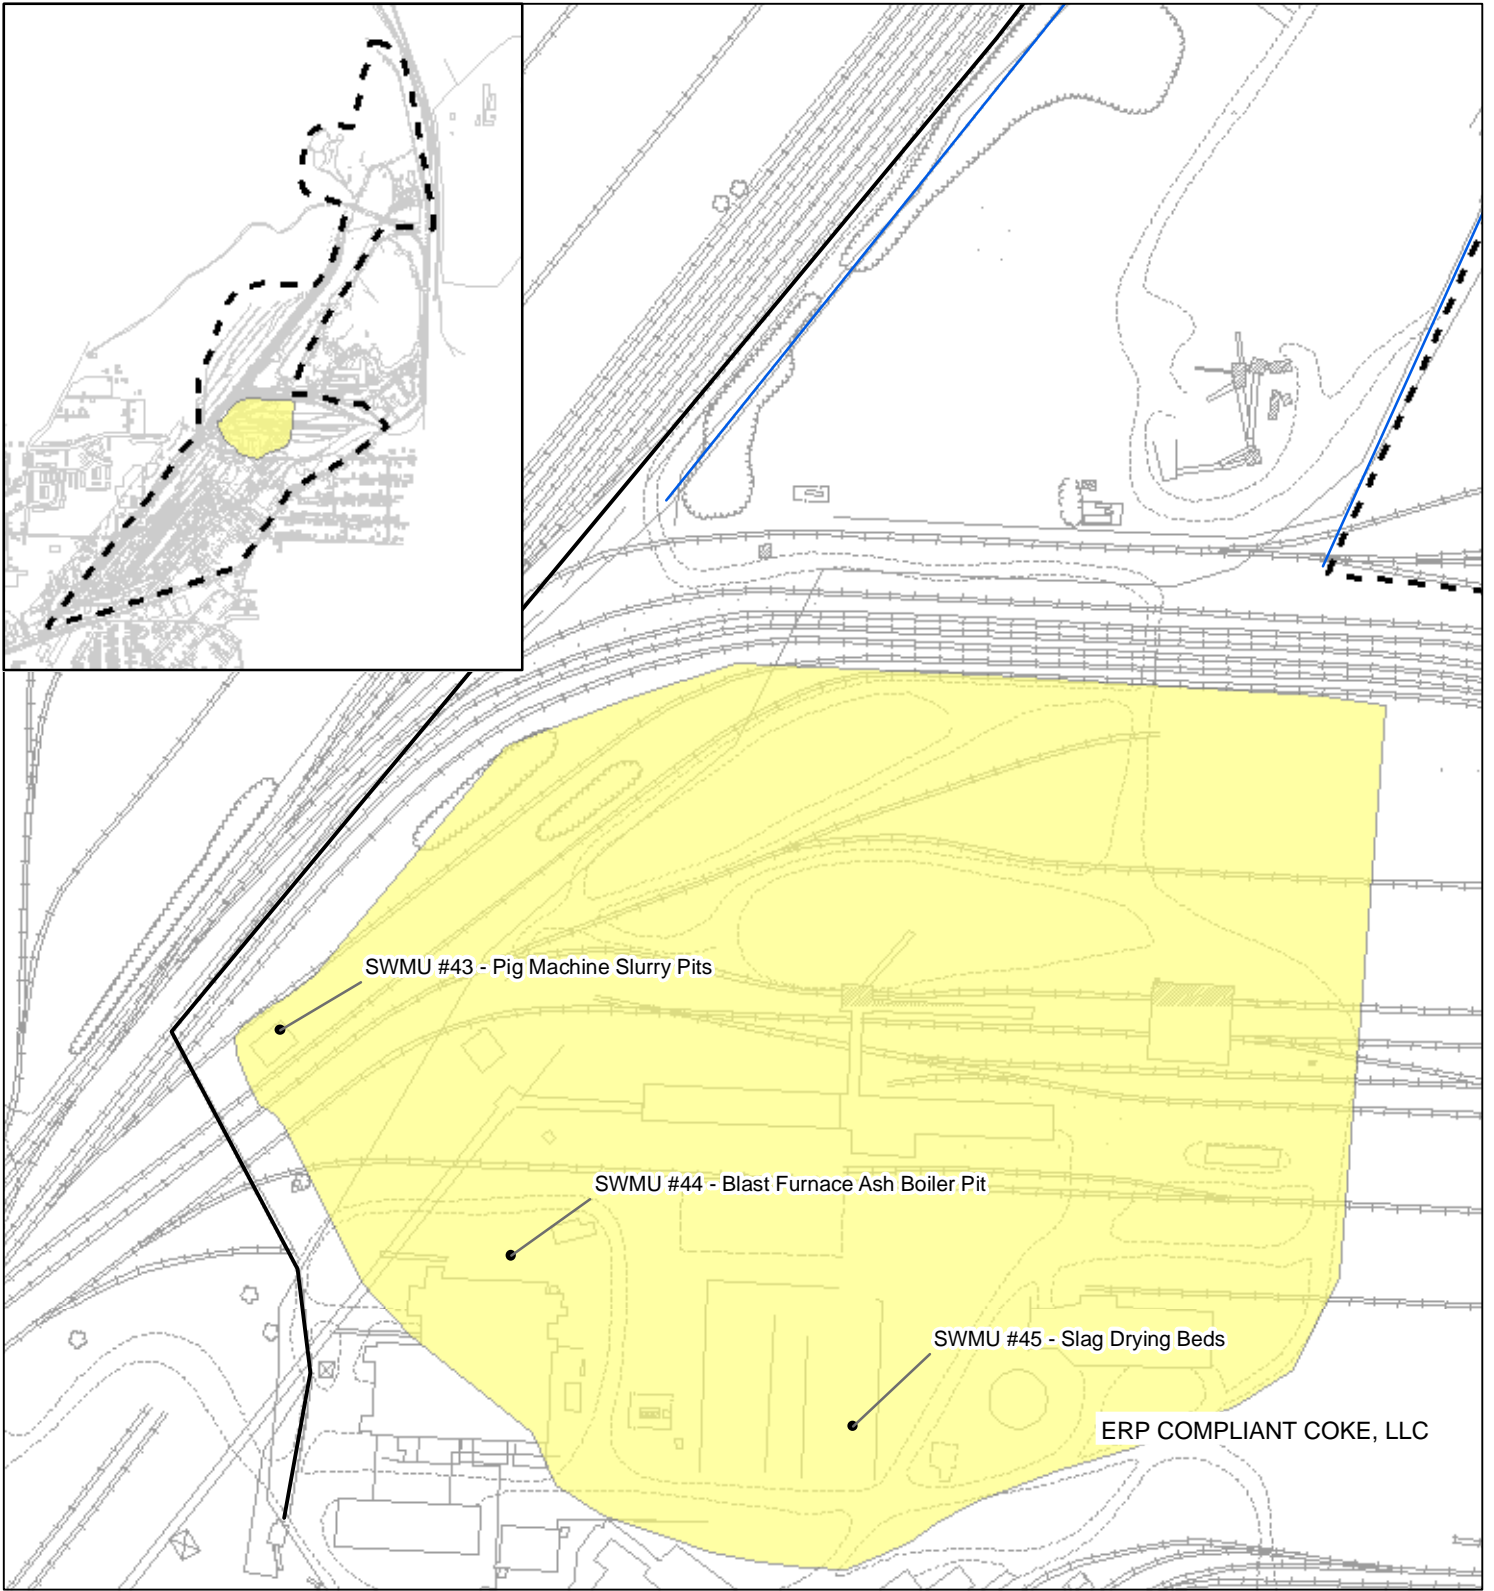 SWMU #43 - Pig Machine Slurry Pits
SWMU #44 - Blast Furnace Ash Boiler Pit
SWMU #45 - Slag Drying Beds
ERP COMPLIANT COKE, LLC